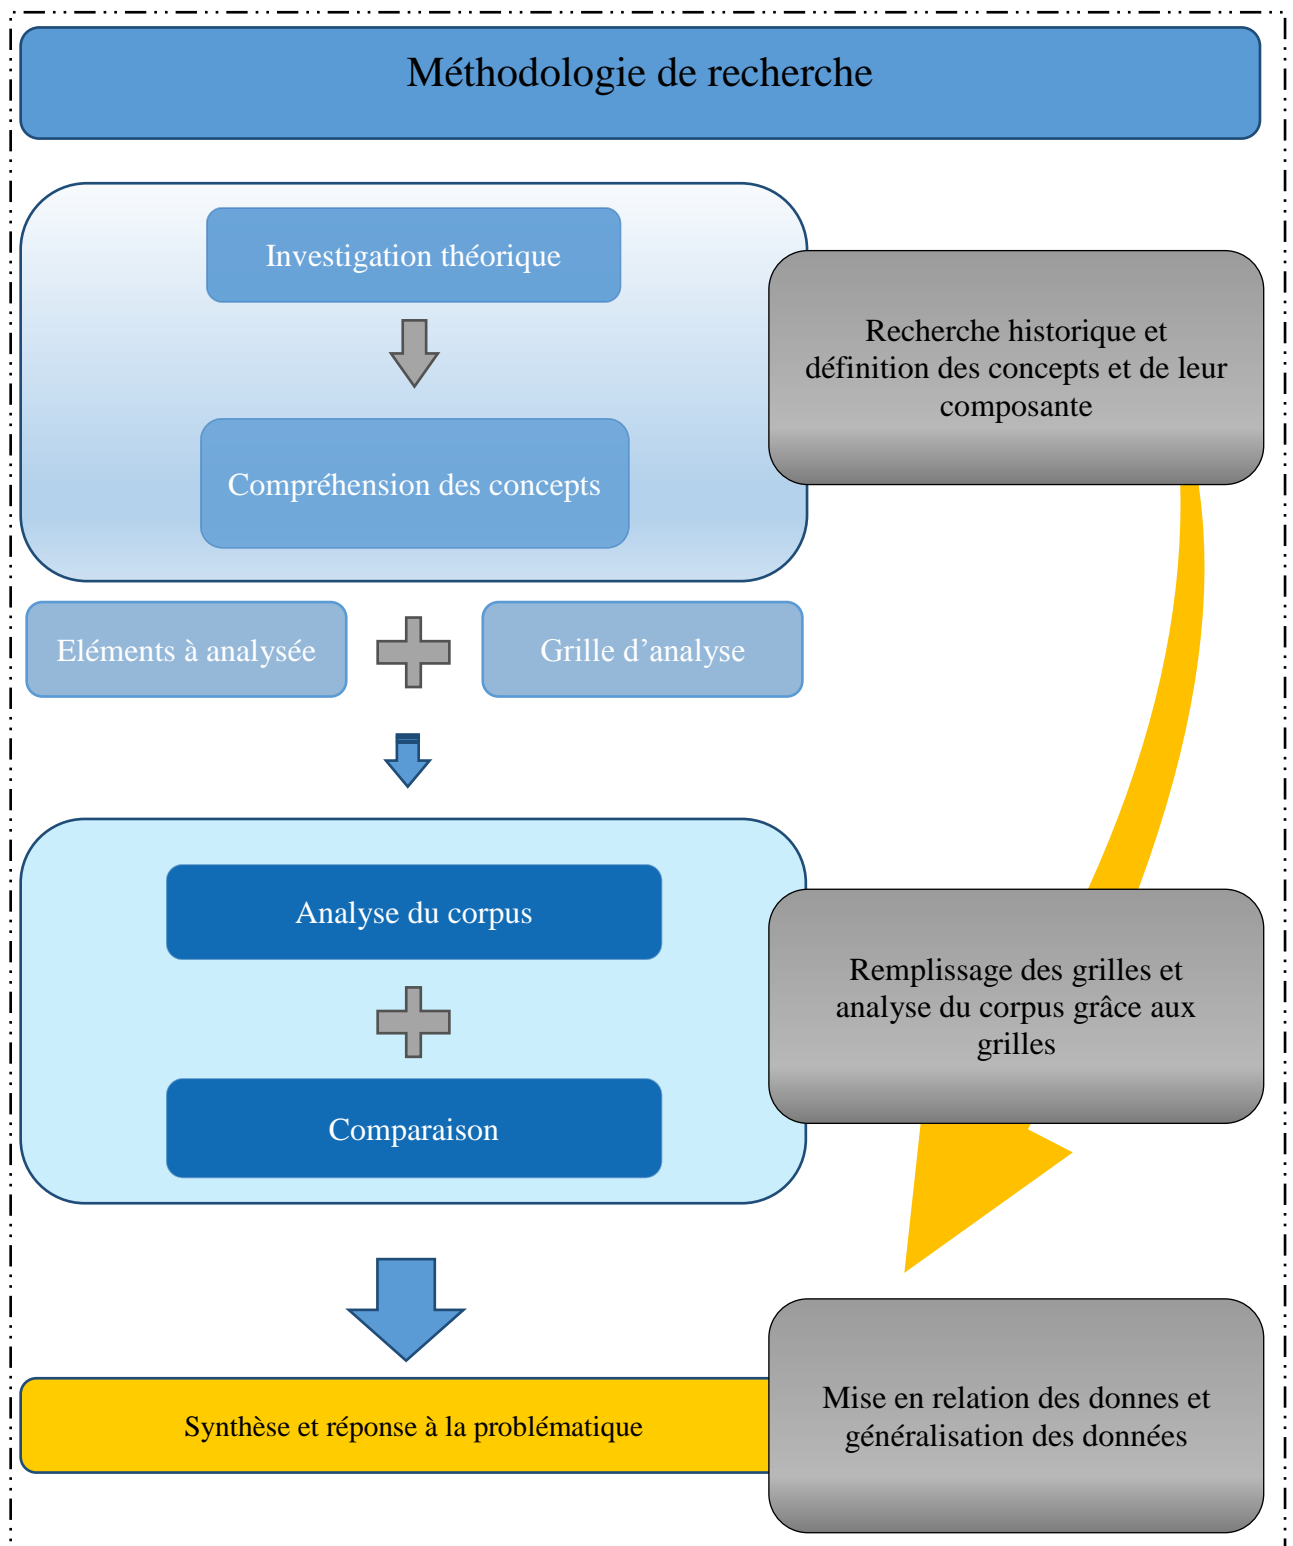 Méthodologie de recherche
Investigation théorique
Recherche historique et
définition des concepts et de leur
composante
Compréhension des concepts
Eléments à analysée
Grille d’analyse
Analyse du corpus
Remplissage des grilles et
analyse du corpus grâce aux
grilles
Comparaison
Synthèse et réponse à la problématique
Mise en relation des donnes et
généralisation des données